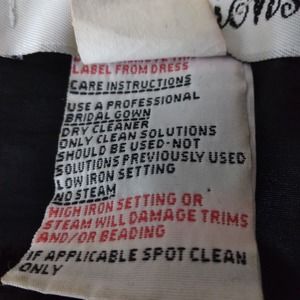 LABEL FROM DRESS
CARE INSTRUCTIONS
USE A PROFESSIONAL
BRIDAL GOWN
DRY CLEANER
ONLY CLEAN SOLUTIONS
SHOULD BE USED-NOT
SOLUTIONS PREVIOUSLY USED
LOW IRON SETTING
NO STEAM
HIGH IRON SETTING OR
STEAM WILL DAMAGE TRIMS
AND/OR BEADING
IF APPLICABLE SPOT CLEAN
ONLY